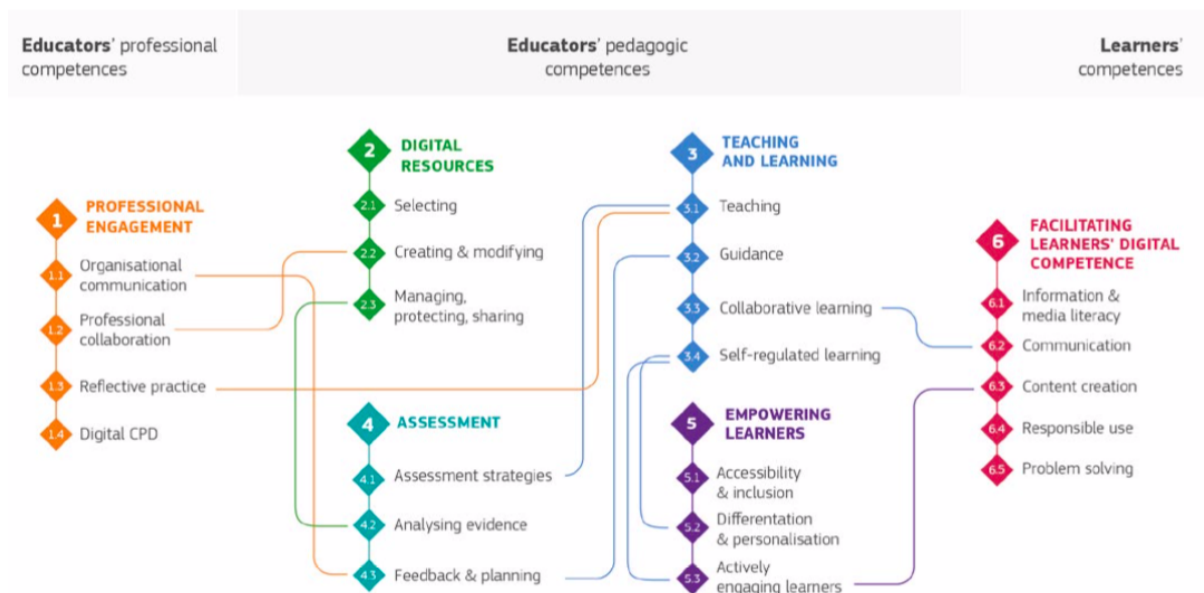 Educators' professional
competences
Educators' pedagogic
competences
Learners'
competences
1
PROFESSIONAL
ENGAGEMENT
1.1
Organisational
communication
1.2
Professional
collaboration
1.3
Reflective practice
1.4
Digital CPD
2
DIGITAL
RESOURCES
2.1
Selecting
2.2
Creating & modifying
2.3
Managing,
protecting, sharing
3
TEACHING
AND LEARNING
3.1
Teaching
3.2
Guidance
3.3
Collaborative learning
3.4
Self-regulated learning
4
ASSESSMENT
4.1
Assessment strategies
4.2
Analysing evidence
4.3
Feedback & planning
5
EMPOWERING
LEARNERS
5.1
Accessibility
& inclusion
5.2
Differentation
& personalisation
5.3
Actively
engaging learners
6
FACILITATING
LEARNERS' DIGITAL
COMPETENCE
6.1
Information &
media literacy
6.2
Communication
6.3
Content creation
6.4
Responsible use
6.5
Problem solving